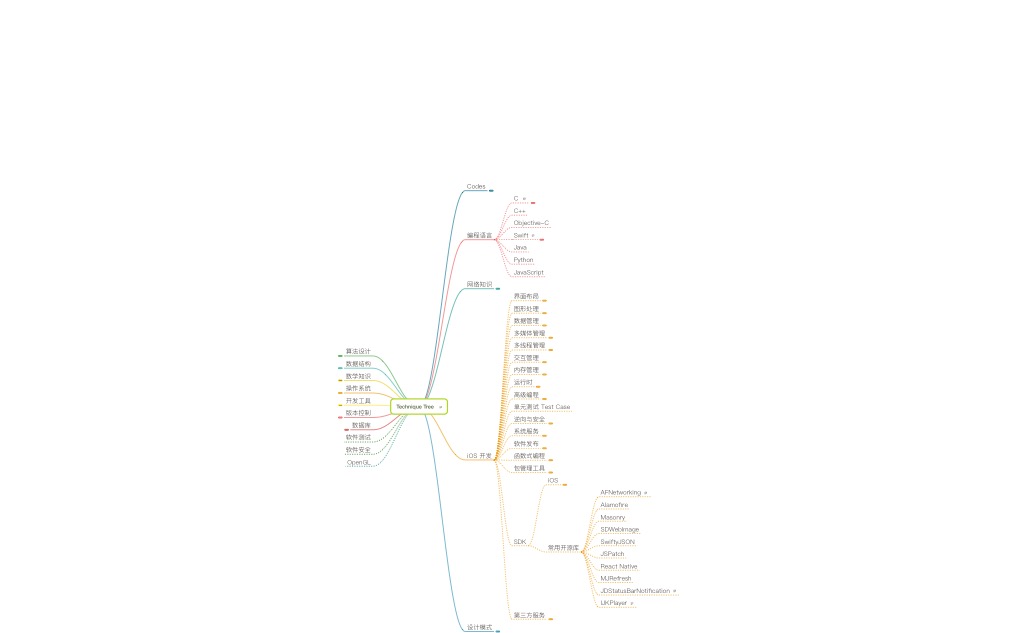 Codes
C
C++
Objective-C
编程语言
Swift
Java
Python
JavaScript
网络知识
界面布局
图形处理
数据管理
多媒体管理
多线程管理
算法设计
交互管理
数据结构
内存管理
数学知识
运行时
操作系统
高级编程
开发工具
Technique Tree
单元测试 Test Case
版本控制
逆向与安全
数据库
系统服务
软件测试
软件发布
软件安全
iOS 开发
函数式编程
OpenGL
包管理工具
iOS
AFNetworking
Alamofire
Masonry
SDWebImage
SDK
SwiftyJSON
常用开源库
JSPatch
React Native
MJRefresh
JDStatusBarNotification
IJKPlayer
第三方服务
设计模式